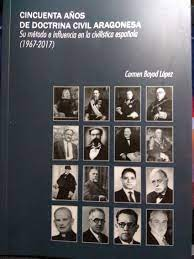 CINCUENTA AÑOS
DE DOCTRINA CIVIL ARAGONESA
Su método e influencia en la civilística española
(1967-2017)
Carmen Bayod López